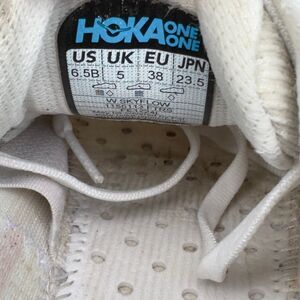 HOKA ONE ONE
US UK EU JPN
6.5B 5 38 23.5
W SKYFLOW